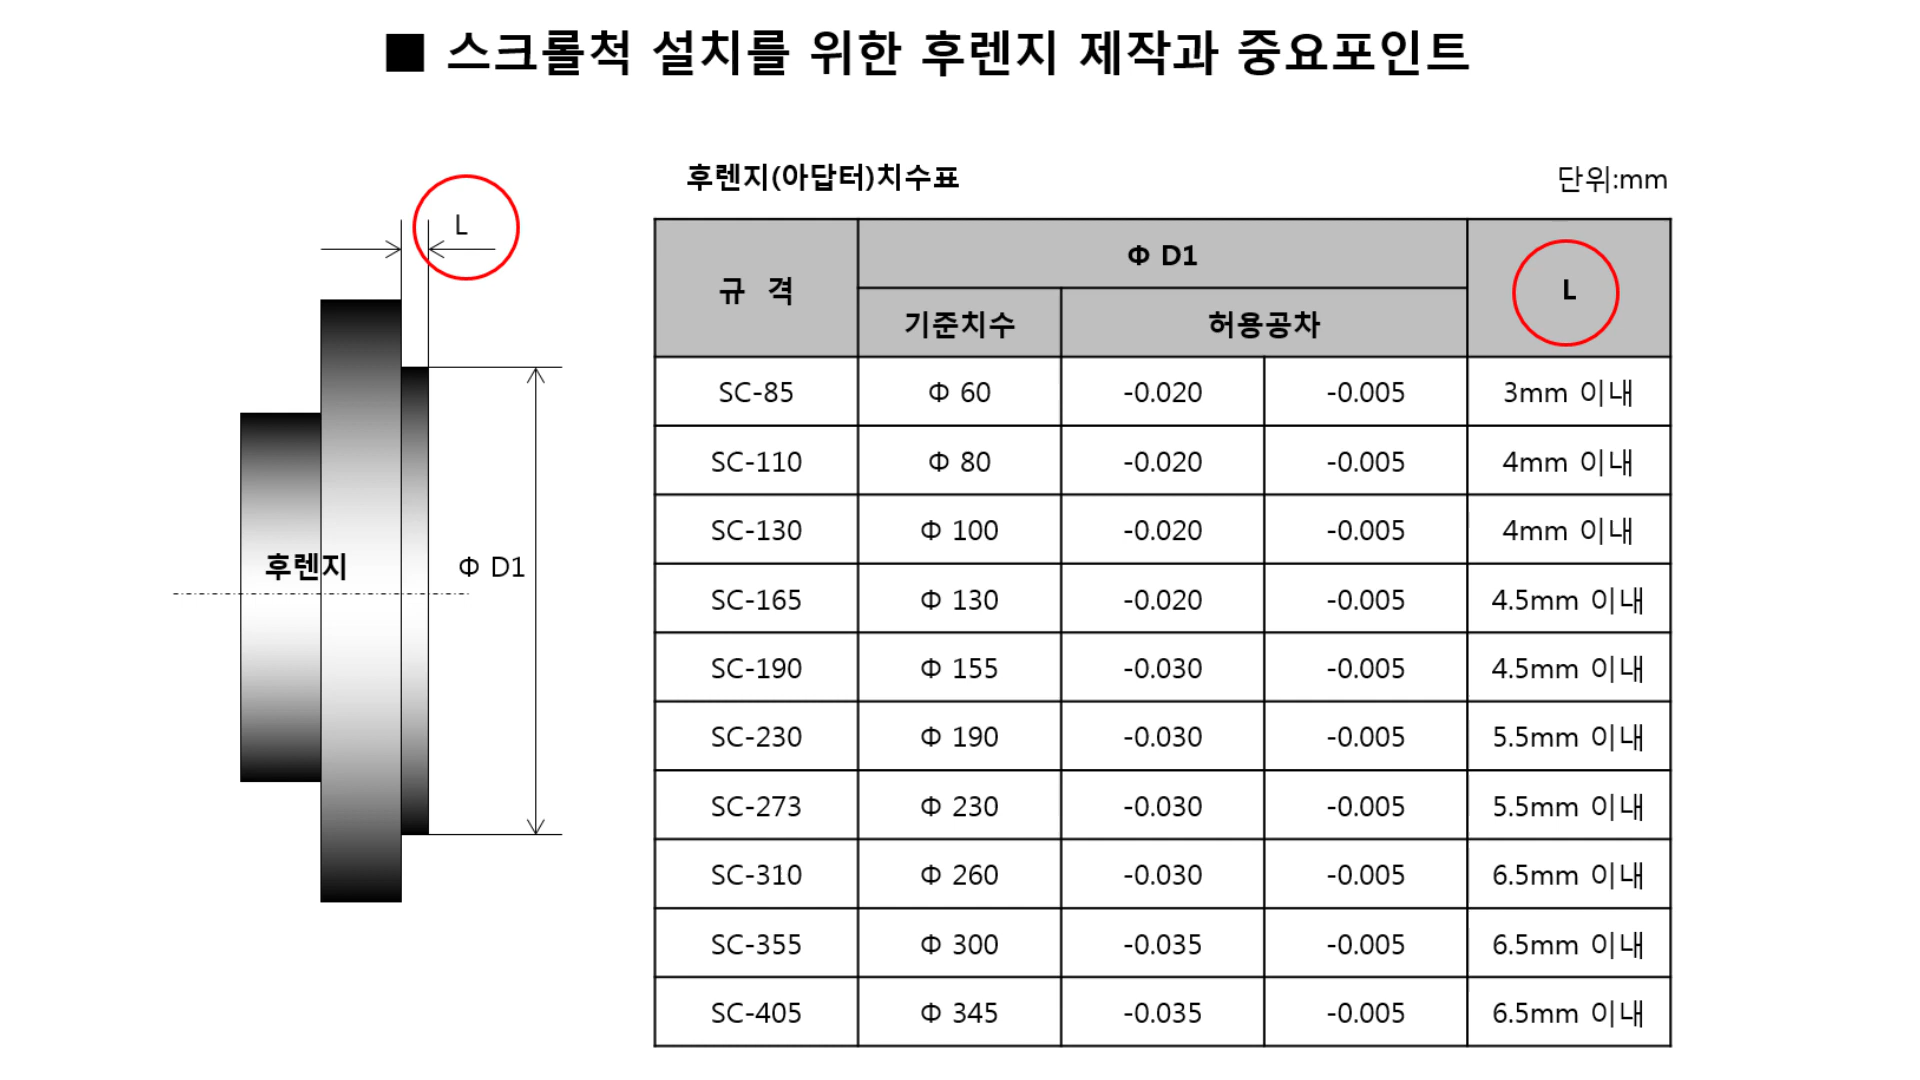 ■ 스크롤척 설치를 위한 후렌지 제작과 중요포인트
후렌지(아답터)치수표 단위:mm
L
후렌지
Φ D1
규 격 Φ D1 L
기준치수 허용공차
SC-85 Φ 60 -0.020 -0.005 3mm 이내
SC-110 Φ 80 -0.020 -0.005 4mm 이내
SC-130 Φ 100 -0.020 -0.005 4mm 이내
SC-165 Φ 130 -0.020 -0.005 4.5mm 이내
SC-190 Φ 155 -0.030 -0.005 4.5mm 이내
SC-230 Φ 190 -0.030 -0.005 5.5mm 이내
SC-273 Φ 230 -0.030 -0.005 5.5mm 이내
SC-310 Φ 260 -0.030 -0.005 6.5mm 이내
SC-355 Φ 300 -0.035 -0.005 6.5mm 이내
SC-405 Φ 345 -0.035 -0.005 6.5mm 이내